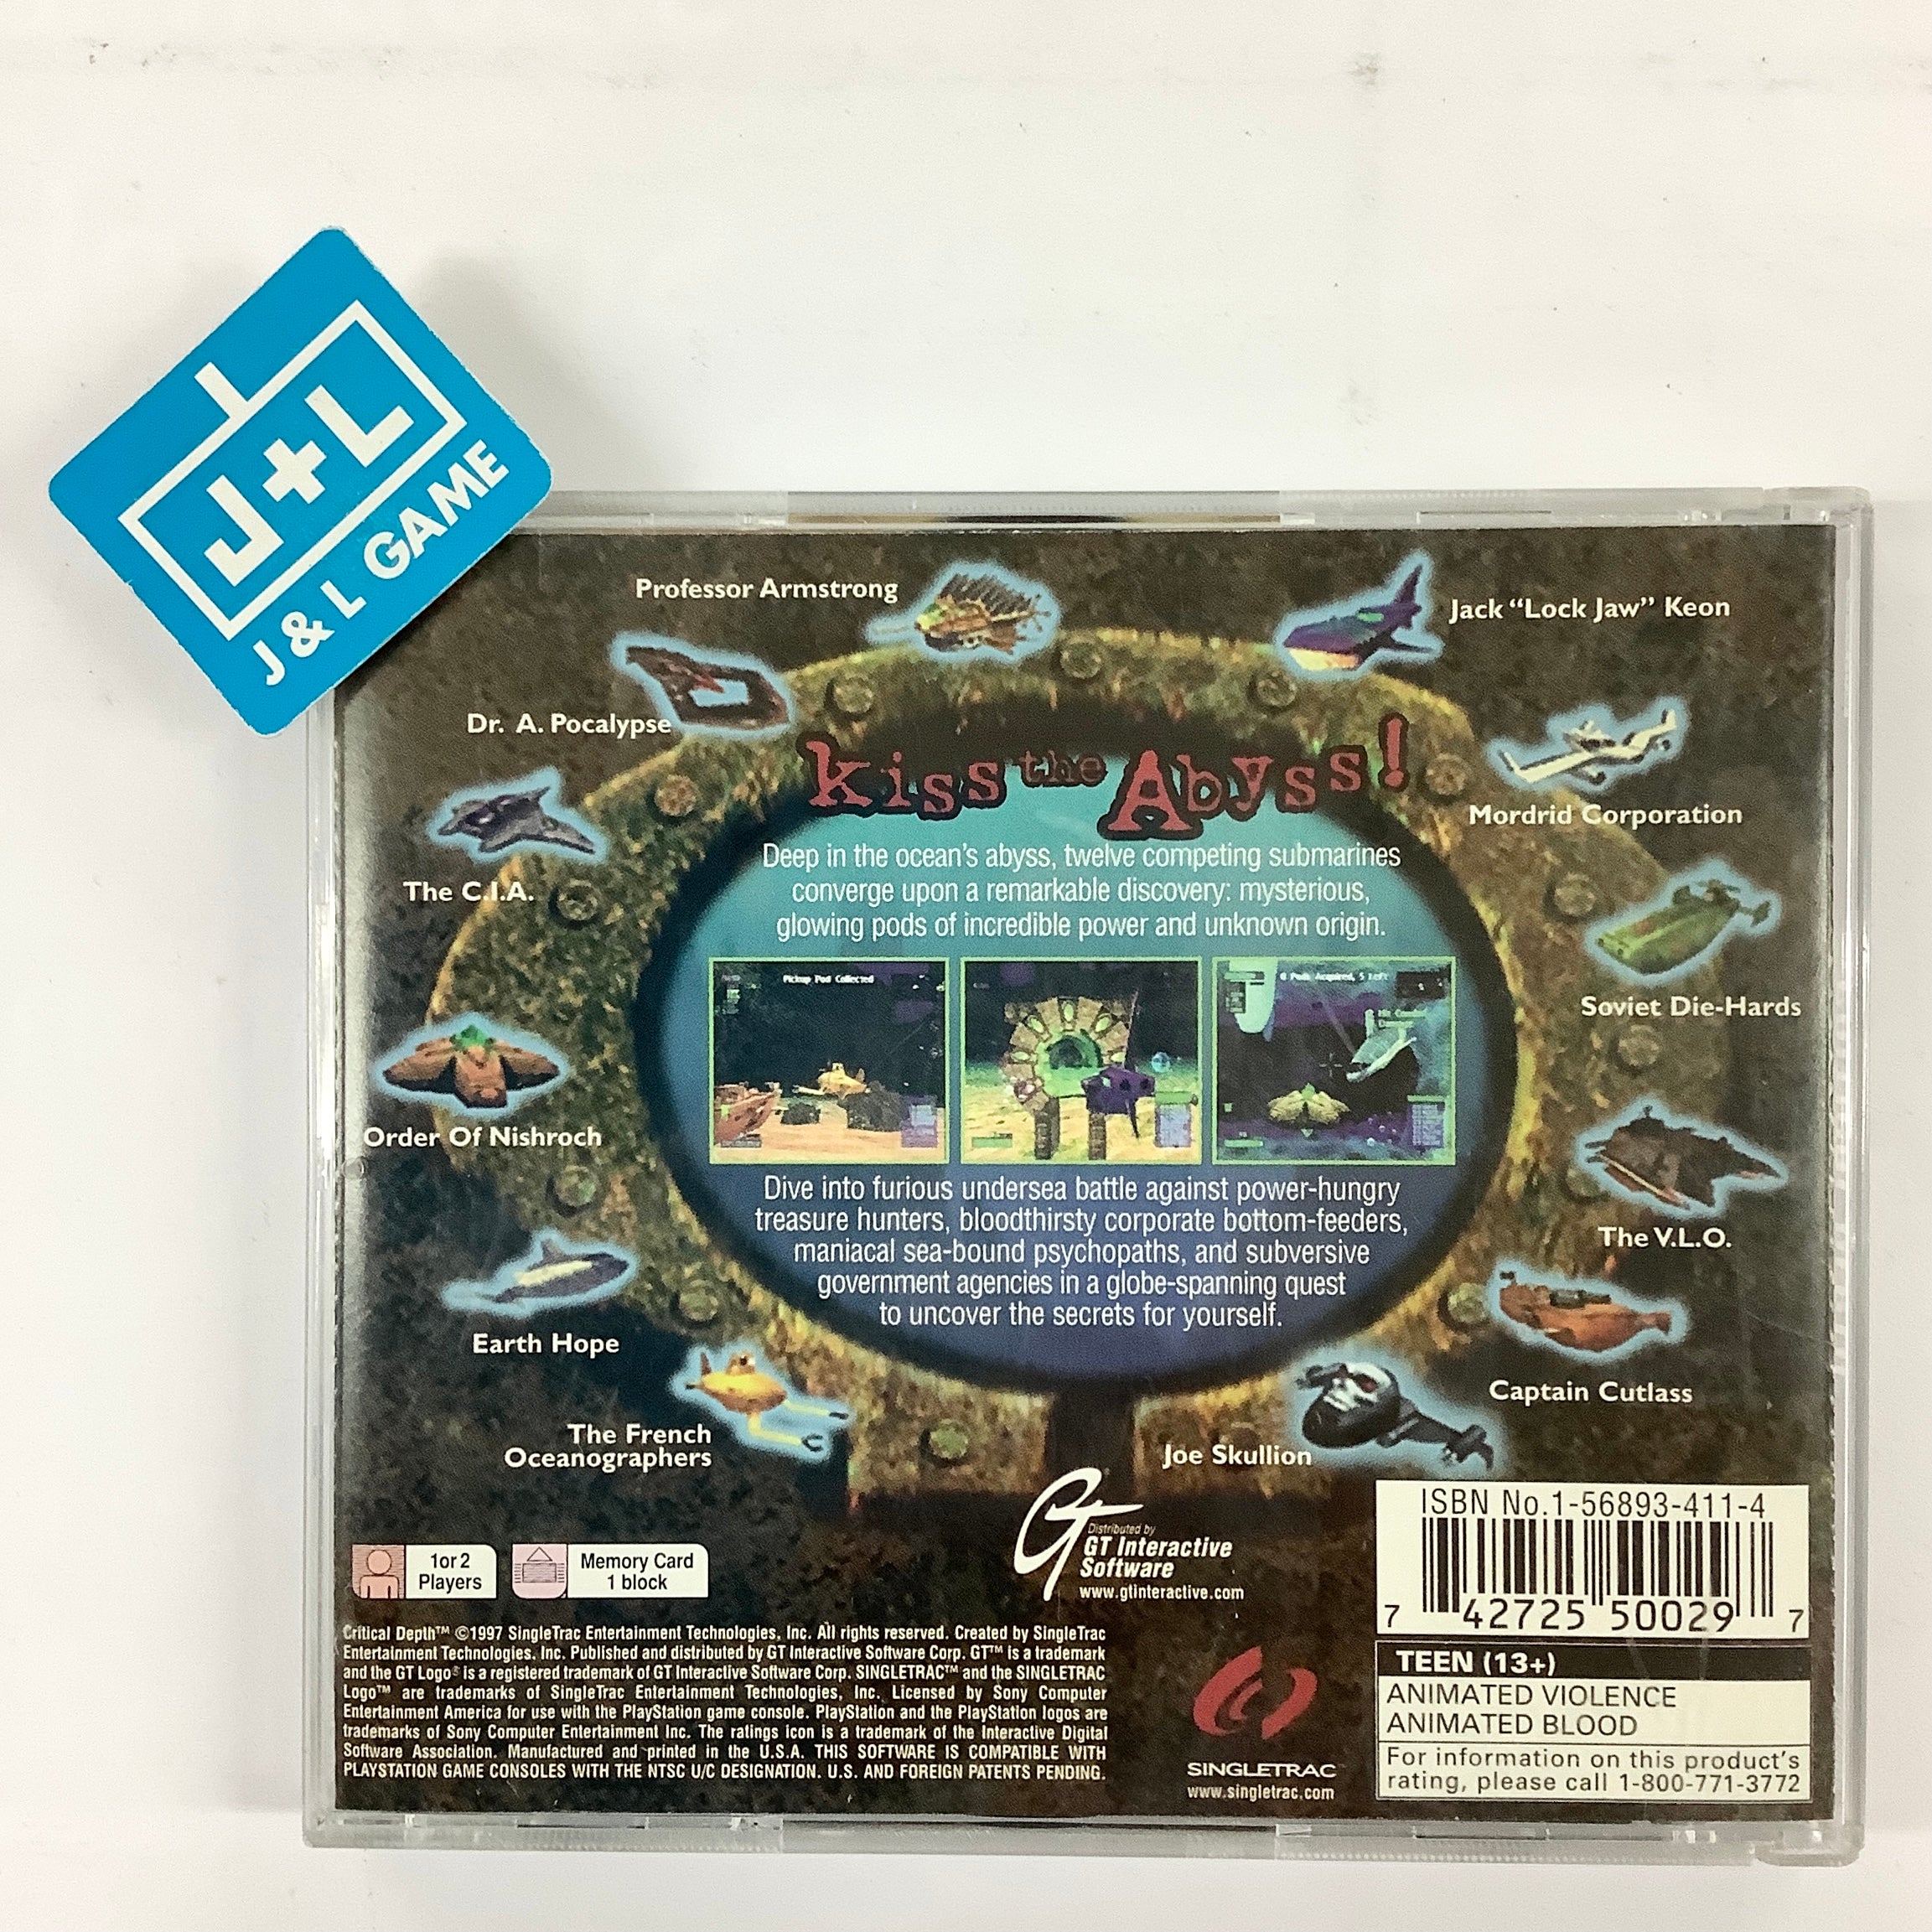 J+L
J & L GAME
Professor Armstrong
Jack “Lock Jaw” Keon
Dr. A. Pocalypse
Mordrid Corporation
The C.I.A.
Soviet Die-Hards
Order Of Nishroch
The V.L.O.
Earth Hope
Captain Cutlass
The French
Oceanographers
Joe Skullion
Kiss the Abyss!
Deep in the ocean's abyss, twelve competing submarines
converge upon a remarkable discovery: mysterious,
glowing pods of incredible power and unknown origin.
Pickup Pod Collected
6 Pods Acquired, 5 Left
Dive into furious undersea battle against power-hungry
treasure hunters, bloodthirsty corporate bottom-feeders,
maniacal sea-bound psychopaths, and subversive
government agencies in a globe-spanning quest
to uncover the secrets for yourself.
1 or 2
Players
Memory Card
1 block
GT
Distributed by
GT Interactive
Software
www.gtinteractive.com
ISBN No.1-56893-411-4
7 42725 50029 7
TEEN (13+)
ANIMATED VIOLENCE
ANIMATED BLOOD
For information on this product's
rating, please call 1-800-771-3772
Critical Depth™ ©1997 SingleTrac Entertainment Technologies, Inc. All rights reserved. Created by SingleTrac
Entertainment Technologies. Inc. Published and distributed by GT Interactive Software Corp. GT™ is a trademark
and the GT Logo® is a registered trademark of GT Interactive Software Corp. SINGLETRAC™ and the SINGLETRAC
Logo™ are trademarks of SingleTrac Entertainment Technologies, Inc. Licensed by Sony Computer
Entertainment America for use with the PlayStation game console. PlayStation and the PlayStation logos are
trademarks of Sony Computer Entertainment Inc. The ratings icon is a trademark of the Interactive Digital
Software Association. Manufactured and printed in the U.S.A. THIS SOFTWARE IS COMPATIBLE WITH
PLAYSTATION GAME CONSOLES WITH THE NTSC U/C DESIGNATION. U.S. AND FOREIGN PATENTS PENDING.
SINGLETRAC
www.singletrac.com